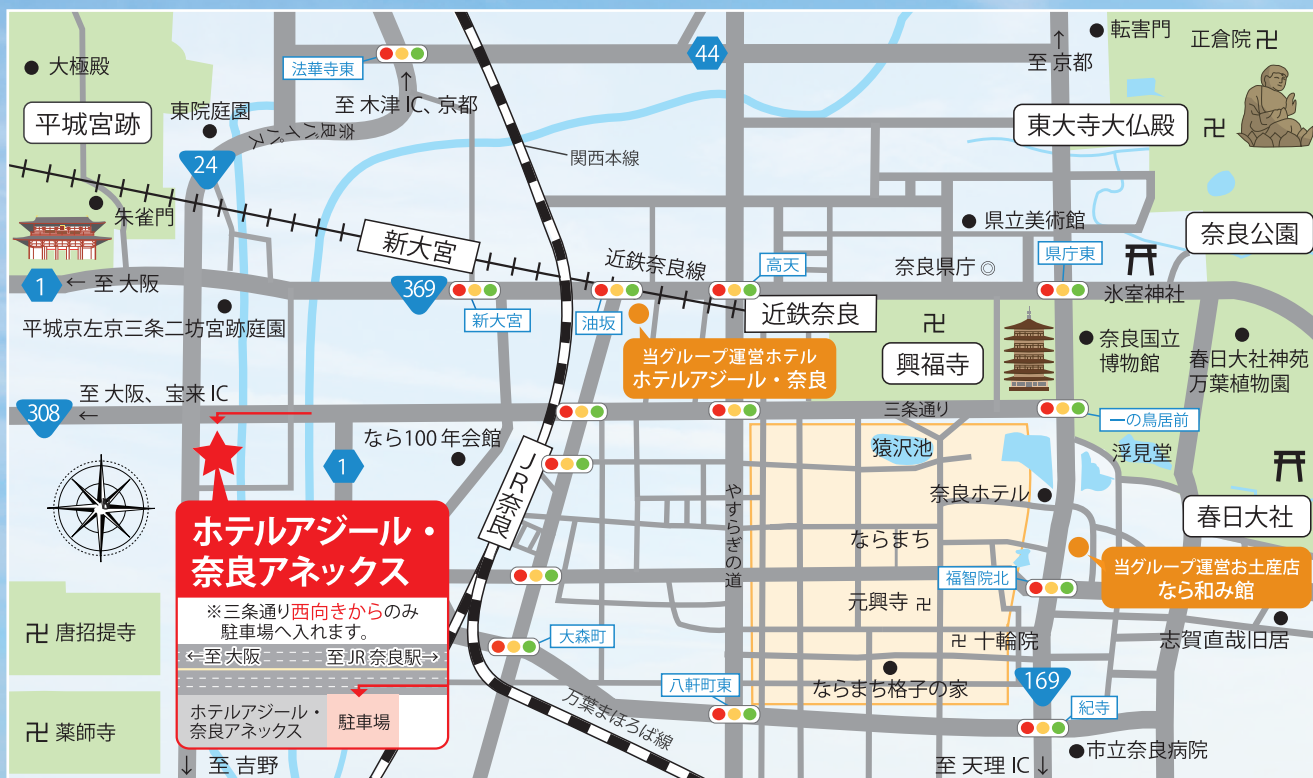 大極殿
平城宮跡
東院庭園
朱雀門
24
法華寺東
至 木津 IC、京都
奈良バイパス
関西本線
44
至 京都
転害門
正倉院 卍
東大寺大仏殿 卍
県立美術館
奈良公園
新大宮
近鉄奈良線
高天
奈良県庁 ◎
県庁東
氷室神社
1
← 至 大阪
369
新大宮
油坂
近鉄奈良
平城京左京三条二坊宮跡庭園
当グループ運営ホテル
ホテルアジール・奈良
卍
興福寺
奈良国立
博物館
春日大社神苑
万葉植物園
至 大阪、宝来 IC
←
308
三条通り
一の鳥居前
なら100 年会館
1
JR奈良
猿沢池
浮見堂
奈良ホテル
春日大社
やすらぎの道
ならまち
ホテルアジール・
奈良アネックス
※三条通り西向きからのみ
駐車場へ入れます。
←至 大阪
至JR 奈良駅→
ホテルアジール・
奈良アネックス
駐車場
福智院北
当グループ運営お土産店
なら和み館
元興寺 卍
卍 十輪院
志賀直哉旧居
卍 唐招提寺
大森町
八軒町東
ならまち格子の家
169
万葉まほろば線
紀寺
卍 薬師寺
市立奈良病院
↓ 至 吉野
至 天理 IC ↓